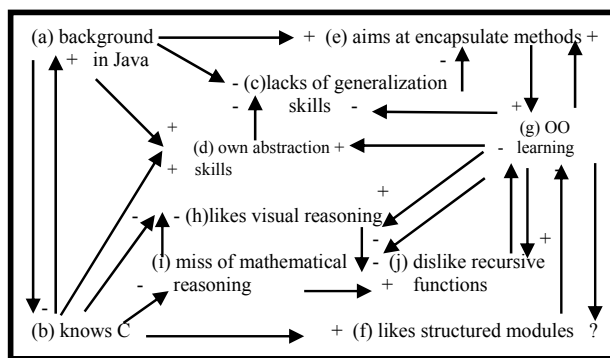 (a) background + (e) aims at encapsulate methods +
+ in Java -
- (c)lacks of generalization
- skills - +
+ (g) OO
(d) own abstraction + - learning
+ skills -
+
- - (h)likes visual reasoning
-
(i) miss of mathematical - (j) dislike recursive +
- reasoning + functions
-
(b) knows C + (f) likes structured modules ?